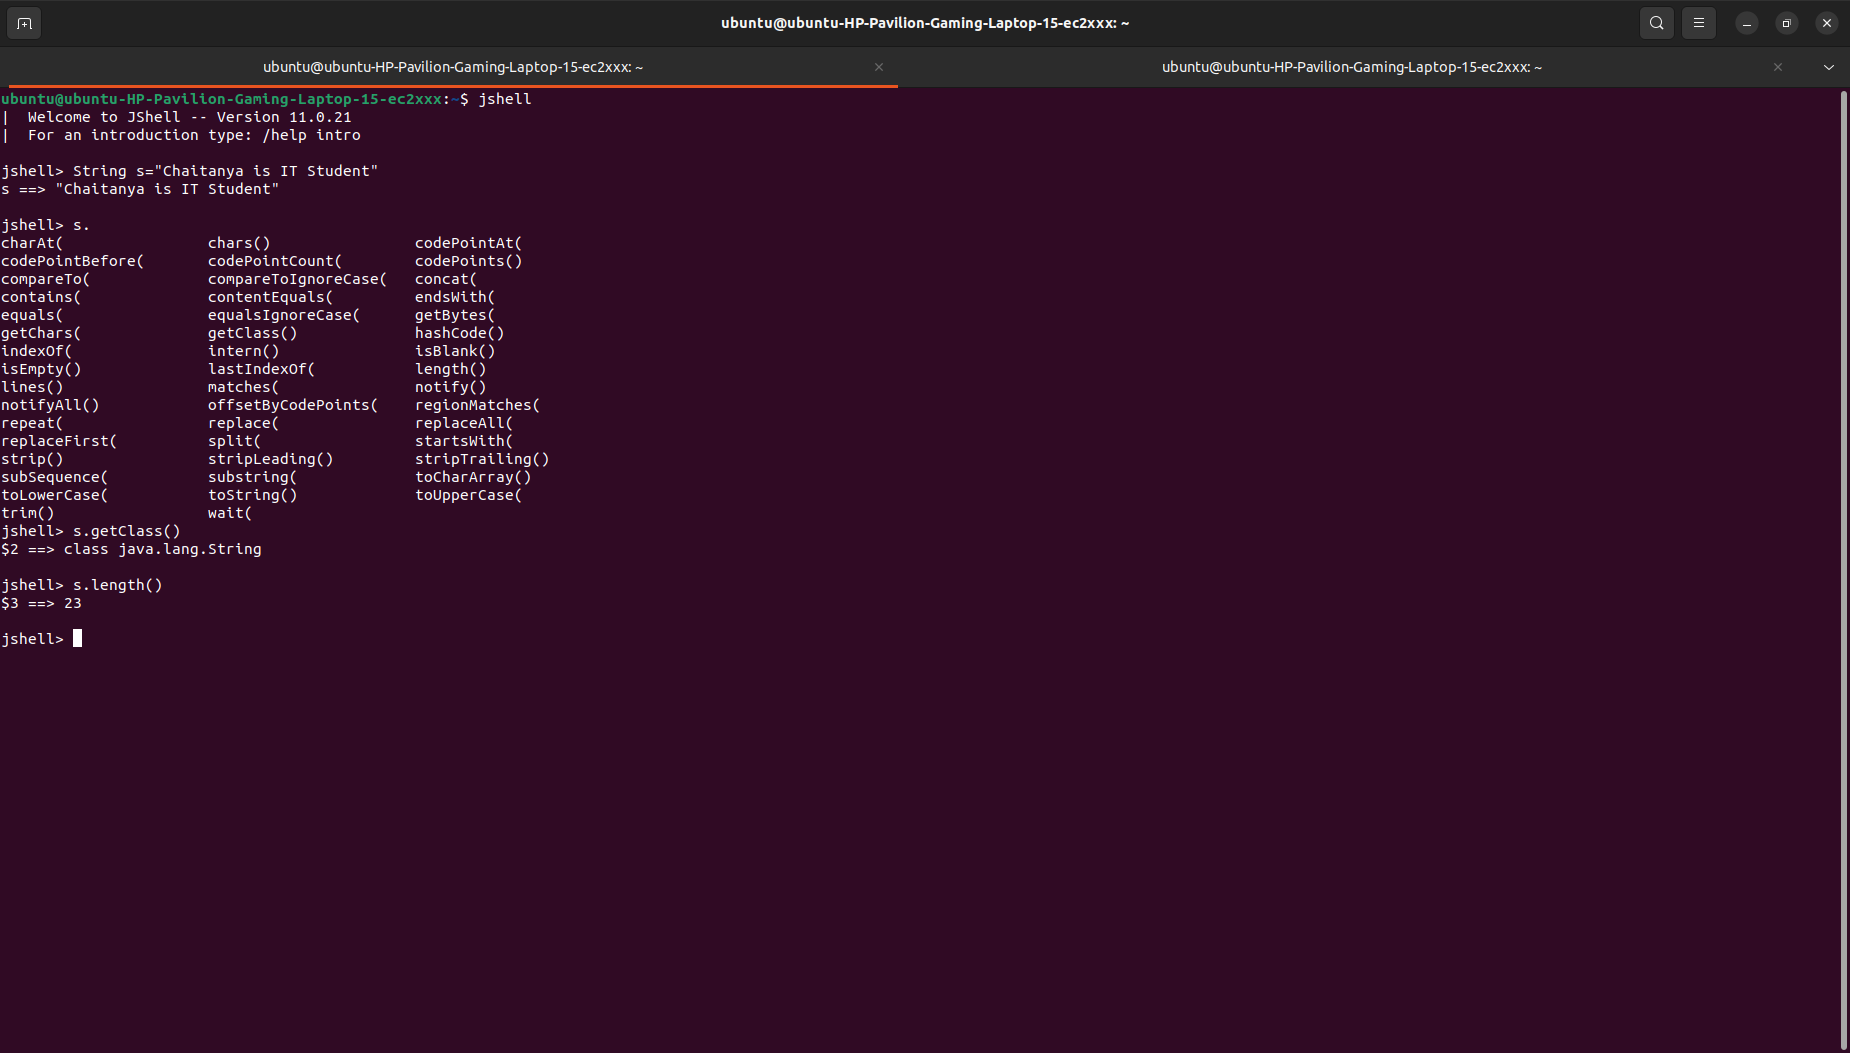 ubuntu@ubuntu-HP-Pavilion-Gaming-Laptop-15-ec2xxx: ~
ubuntu@ubuntu-HP-Pavilion-Gaming-Laptop-15-ec2xxx: ~ ubuntu@ubuntu-HP-Pavilion-Gaming-Laptop-15-ec2xxx: ~
ubuntu@ubuntu-HP-Pavilion-Gaming-Laptop-15-ec2xxx:~$ jshell
|  Welcome to JShell -- Version 11.0.21
|  For an introduction type: /help intro
jshell> String s="Chaitanya is IT Student"
s ==> "Chaitanya is IT Student"
jshell> s.
charAt( chars() codePointAt(
codePointBefore( codePointCount( codePoints()
compareTo( compareToIgnoreCase( concat(
contains( contentEquals( endsWith(
equals( equalsIgnoreCase( getBytes(
getChars( getClass() hashCode()
indexOf( intern() isBlank()
isEmpty() lastIndexOf( length()
lines() matches( notify()
notifyAll() offsetByCodePoints( regionMatches(
repeat( replace( replaceAll(
replaceFirst( split( startsWith(
strip() stripLeading() stripTrailing()
subSequence( substring( toCharArray()
toLowerCase( toString() toUpperCase(
trim() wait(
jshell> s.getClass()
$2 ==> class java.lang.String
jshell> s.length()
$3 ==> 23
jshell>